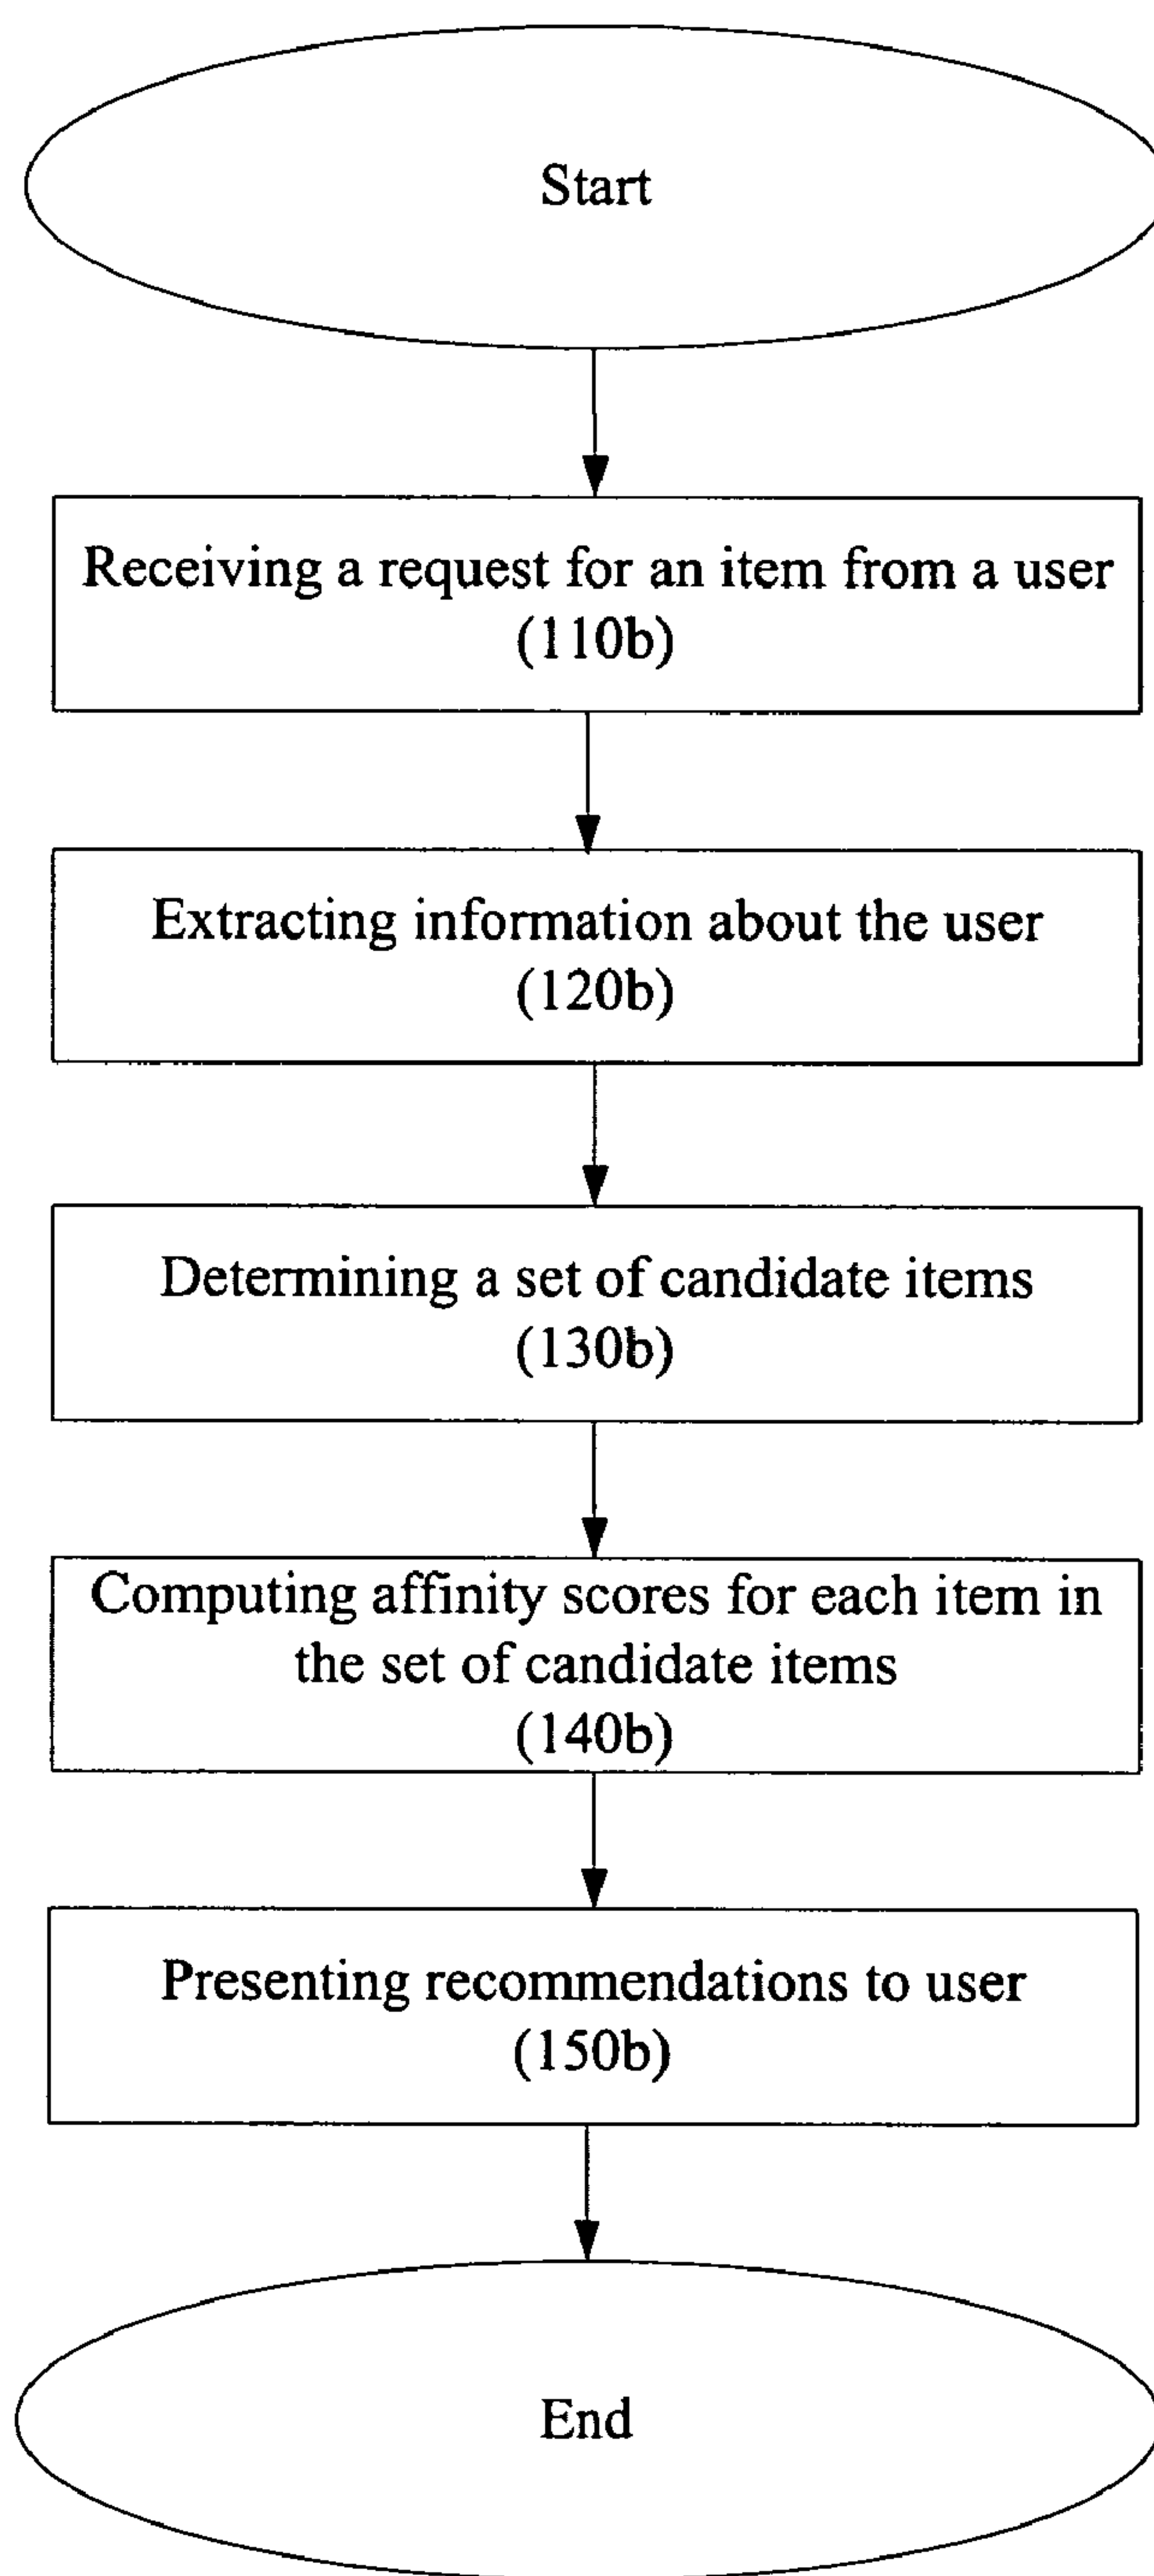 Start
Receiving a request for an item from a user
(110b)
Extracting information about the user
(120b)
Determining a set of candidate items
(130b)
Computing affinity scores for each item in
the set of candidate items
(140b)
Presenting recommendations to user
(150b)
End